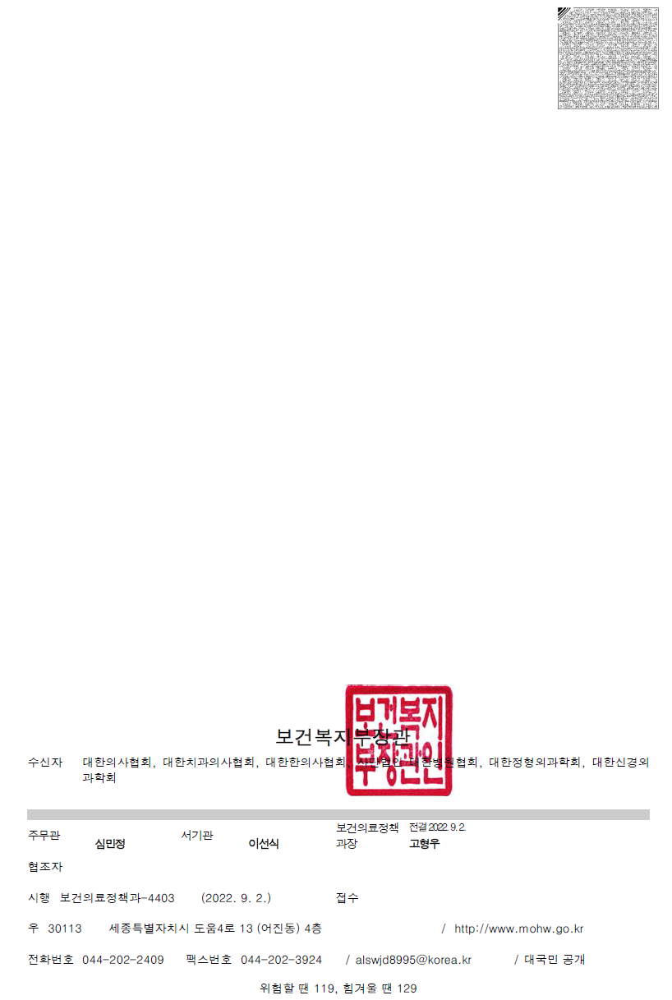 보건복지부장관
보건복지
부장관인
수신자 대한의사협회, 대한치과의사협회, 대한한의사협회, 사단법인 대한병원협회, 대한정형외과학회, 대한신경외
과학회
주무관 심민정 서기관 이선식 보건의료정책과장 전결 2022. 9. 2. 고형우
협조자
시행 보건의료정책과-4403 (2022. 9. 2.) 접수
우 30113 세종특별자치시 도움4로 13 (어진동) 4층 / http://www.mohw.go.kr
전화번호 044-202-2409 팩스번호 044-202-3924 / alswjd8995@korea.kr / 대국민 공개
위험할 땐 119, 힘겨울 땐 129